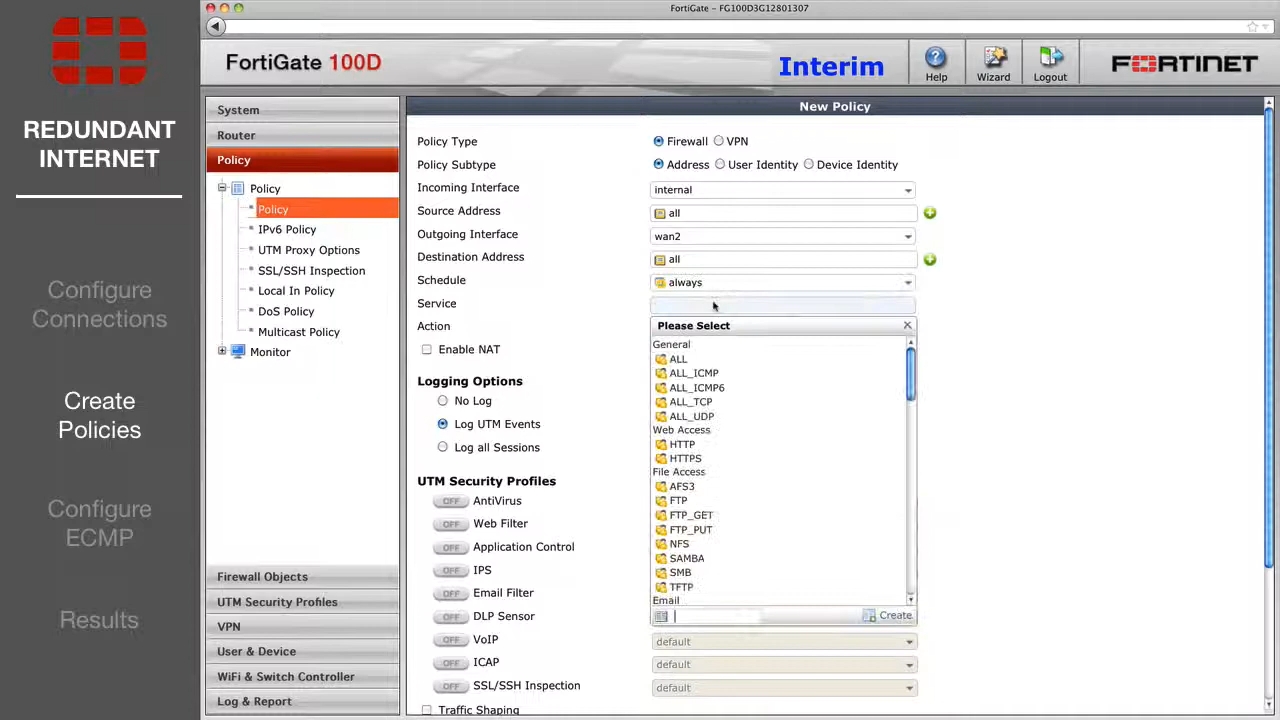 FortiGate - FG100D3G12801307
FortiGate 100D
Interim
Help
Wizard
Logout
FORTINET
REDUNDANT
INTERNET
Configure
Connections
Create
Policies
Configure
ECMP
Results
System
Router
Policy
Policy
Policy
IPv6 Policy
UTM Proxy Options
SSL/SSH Inspection
Local In Policy
DoS Policy
Multicast Policy
Monitor
Firewall Objects
UTM Security Profiles
VPN
User & Device
WiFi & Switch Controller
Log & Report
New Policy
Policy Type Firewall VPN
Policy Subtype Address User Identity Device Identity
Incoming Interface internal
Source Address all
Outgoing Interface wan2
Destination Address all
Schedule always
Service
Action
Enable NAT
Please Select
General
ALL
ALL_ICMP
ALL_ICMP6
ALL_TCP
ALL_UDP
Web Access
HTTP
HTTPS
File Access
AFS3
FTP
FTP_GET
FTP_PUT
NFS
SAMBA
SMB
TFTP
Email
Create
Logging Options
No Log
Log UTM Events
Log all Sessions
UTM Security Profiles
OFF AntiVirus
OFF Web Filter
OFF Application Control
OFF IPS
OFF Email Filter
OFF DLP Sensor
OFF VoIP default
OFF ICAP default
OFF SSL/SSH Inspection default
Traffic Shaping